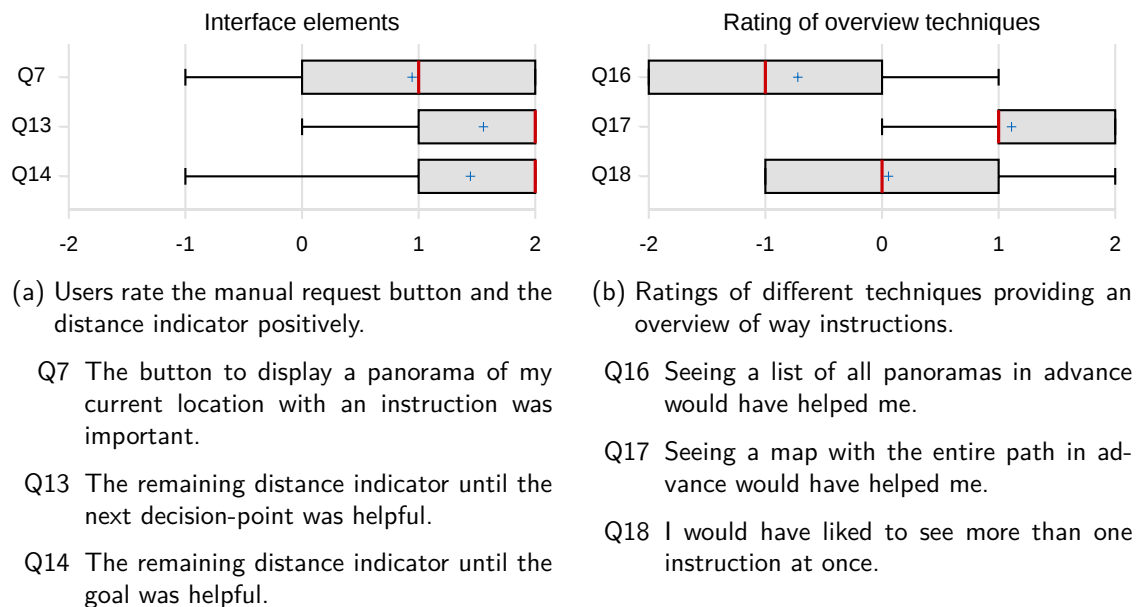 Interface elements
Q7
Q13
Q14
-2 -1 0 1 2
(a) Users rate the manual request button and the
distance indicator positively.
Q7 The button to display a panorama of my
current location with an instruction was
important.
Q13 The remaining distance indicator until the
next decision-point was helpful.
Q14 The remaining distance indicator until the
goal was helpful.
Rating of overview techniques
Q16
Q17
Q18
-2 -1 0 1 2
(b) Ratings of different techniques providing an
overview of way instructions.
Q16 Seeing a list of all panoramas in advance
would have helped me.
Q17 Seeing a map with the entire path in ad-
vance would have helped me.
Q18 I would have liked to see more than one
instruction at once.